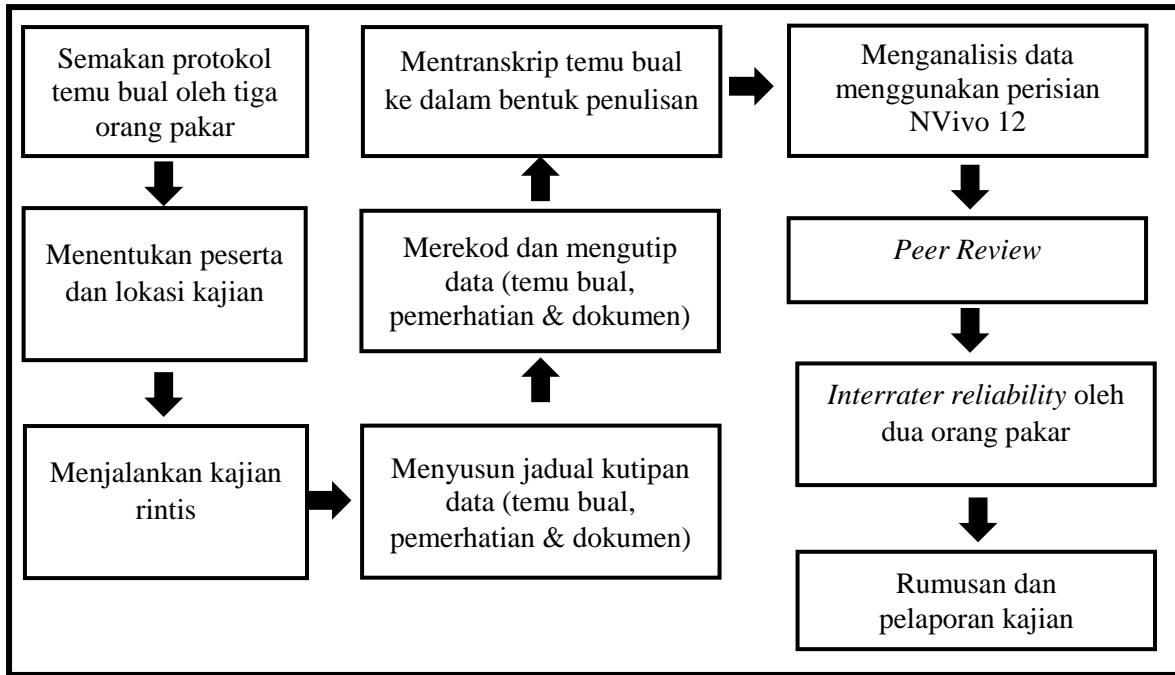 Semakan protokol
temu bual oleh tiga
orang pakar
Menentukan peserta
dan lokasi kajian
Menjalankan kajian
rintis
Menyusun jadual kutipan
data (temu bual,
pemerhatian & dokumen)
Merekod dan mengutip
data (temu bual,
pemerhatian & dokumen)
Mentranskrip temu bual
ke dalam bentuk penulisan
Menganalisis data
menggunakan perisian
NVivo 12
Peer Review
Interrater reliability oleh
dua orang pakar
Rumusan dan
pelaporan kajian